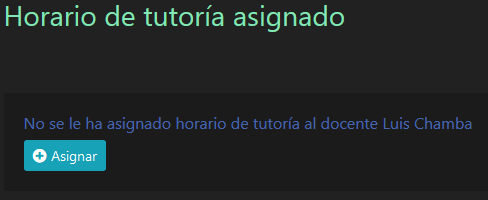 Horario de tutoría asignado
No se le ha asignado horario de tutoría al docente Luis Chamba
Asignar